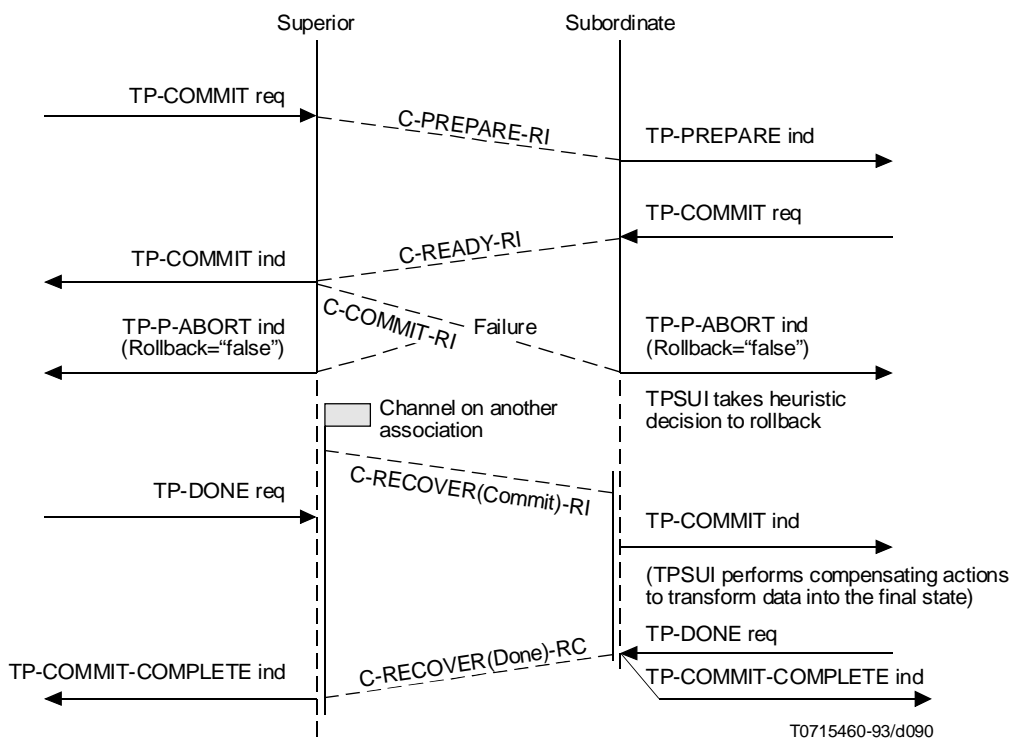 Superior
Subordinate
TP-COMMIT req
C-PREPARE-RI
TP-PREPARE ind
TP-COMMIT req
C-READY-RI
TP-COMMIT ind
C-COMMIT-RI
Failure
TP-P-ABORT ind
(Rollback=“false”)
TP-P-ABORT ind
(Rollback=“false”)
TPSUI takes heuristic
decision to rollback
Channel on another
association
C-RECOVER(Commit)-RI
TP-DONE req
TP-COMMIT ind
(TPSUI performs compensating actions
to transform data into the final state)
TP-DONE req
C-RECOVER(Done)-RC
TP-COMMIT-COMPLETE ind
TP-COMMIT-COMPLETE ind
T0715460-93/d090